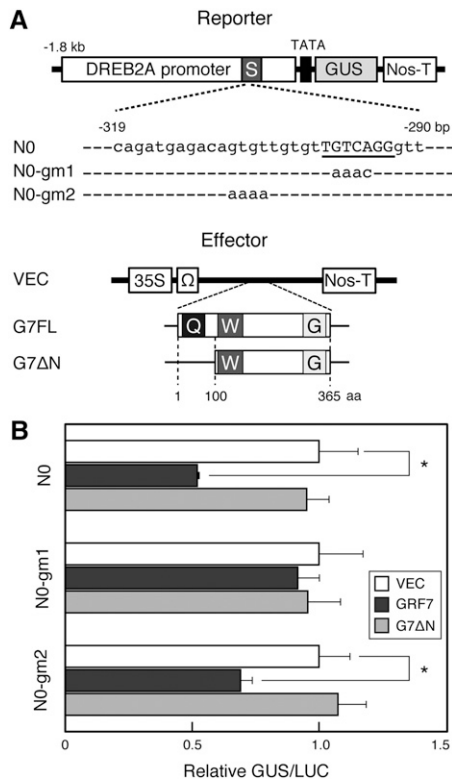 A
Reporter
-1.8 kb
TATA
DREB2A promoter S GUS Nos-T
-319 -290 bp
N0 ---cagatgagacagtgttgtgtTGTCAGGgtt---
N0-gm1 ----------------------aaac--------
N0-gm2 ------------aaaa------------------
Effector
VEC 35S Ω Nos-T
G7FL Q W G
G7ΔN W G
1 100 365 aa
B
N0
*
N0-gm1
VEC
GRF7
G7ΔN
N0-gm2
*
0 0.5 1.0 1.5
Relative GUS/LUC